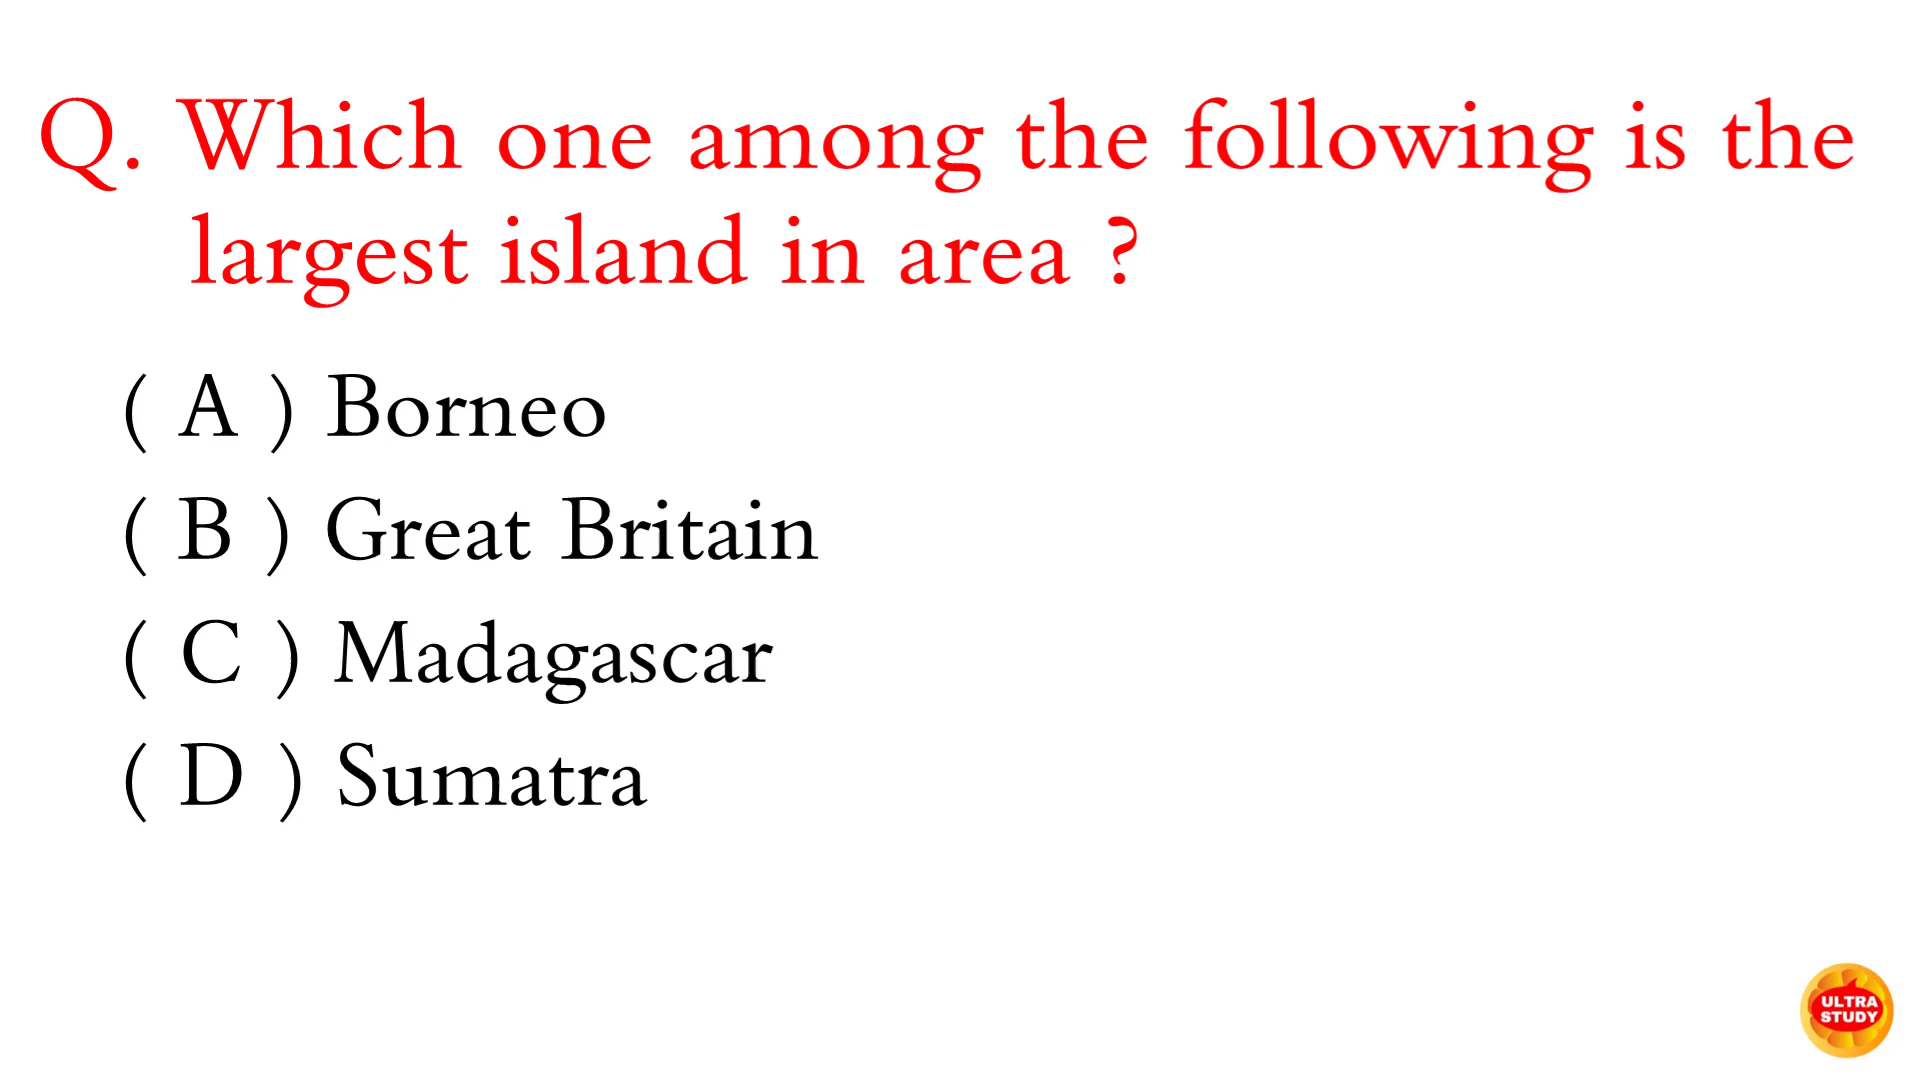 Q. Which one among the following is the
largest island in area ?
( A ) Borneo
( B ) Great Britain
( C ) Madagascar
( D ) Sumatra
ULTRA
STUDY